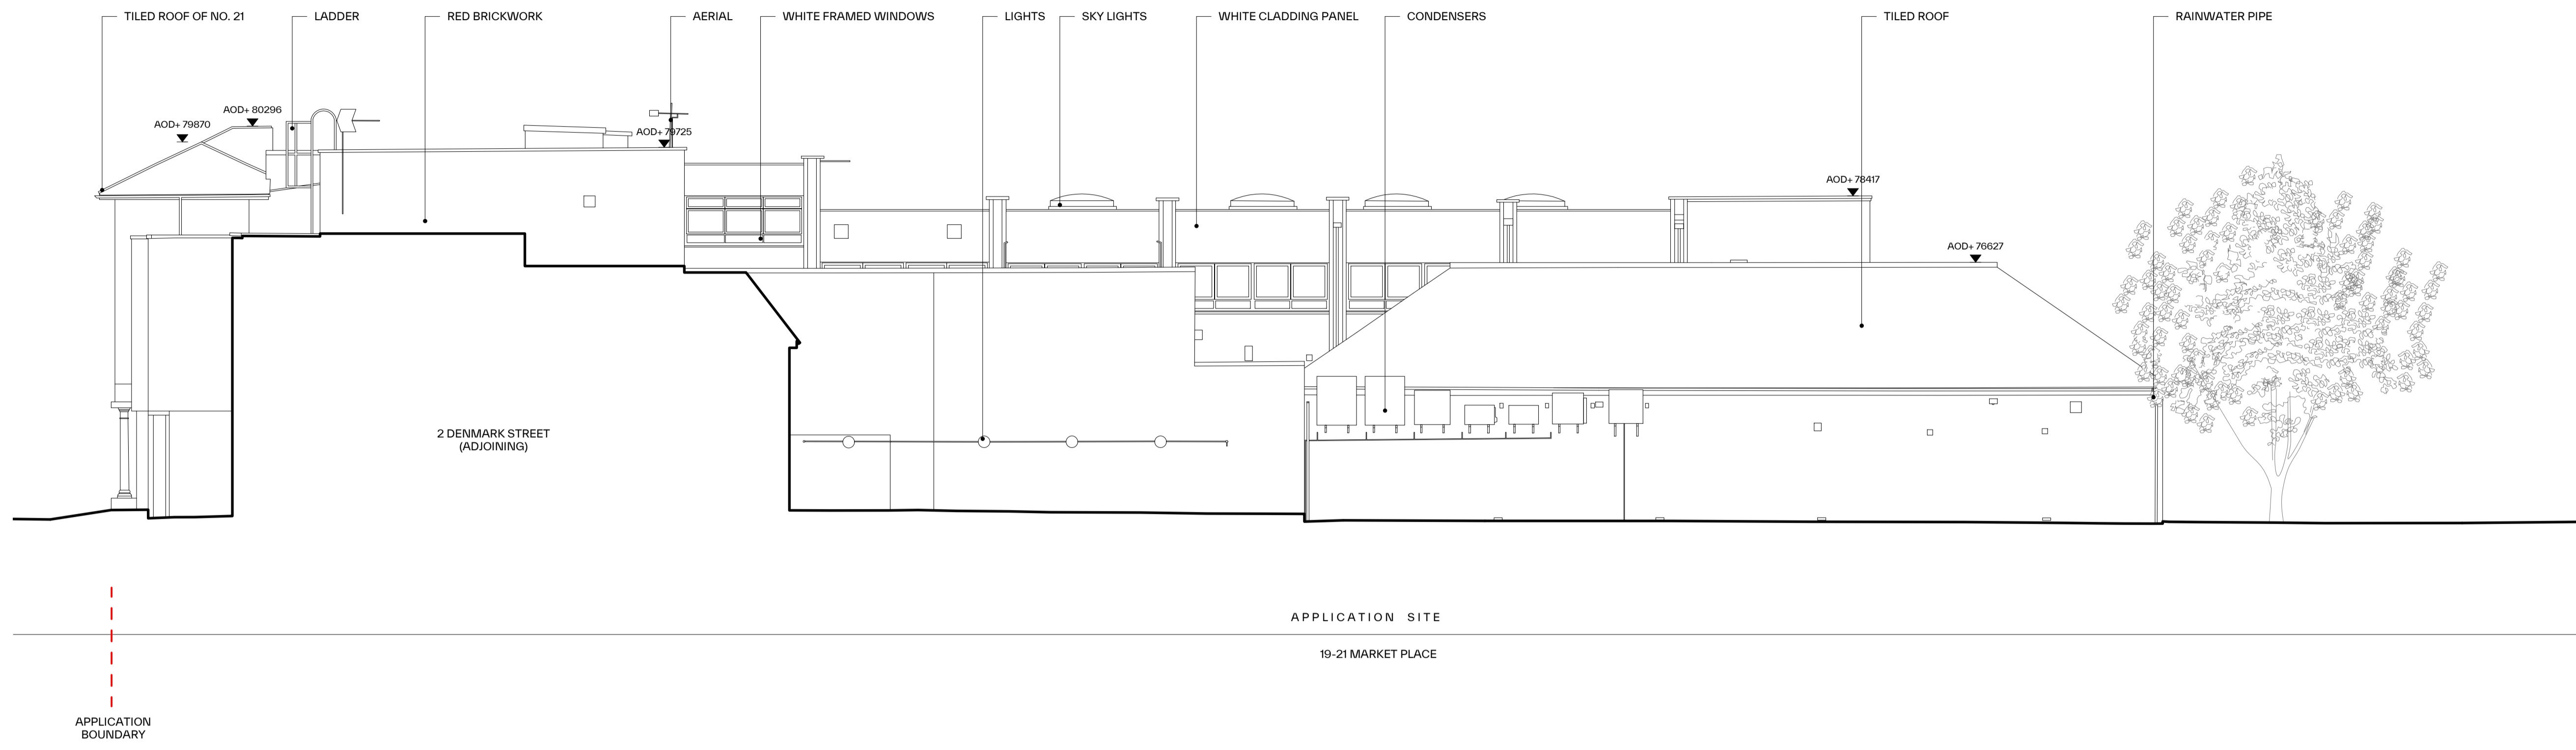 TILED ROOF OF NO. 21
LADDER
RED BRICKWORK
AERIAL
WHITE FRAMED WINDOWS
LIGHTS
SKY LIGHTS
WHITE CLADDING PANEL
CONDENSERS
TILED ROOF
RAINWATER PIPE
AOD+ 79870
AOD+ 80296
AOD+ 79725
AOD+ 78417
AOD+ 76627
2 DENMARK STREET
(ADJOINING)
APPLICATION SITE
19-21 MARKET PLACE
APPLICATION
BOUNDARY